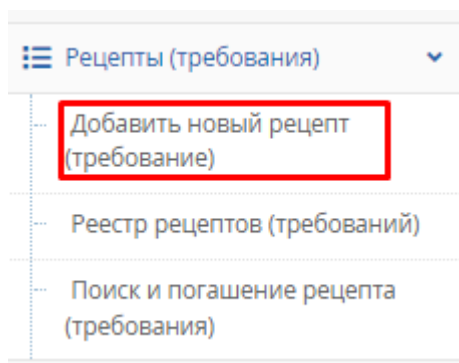 Рецепты (требования)
Добавить новый рецепт
(требование)
Реестр рецептов (требований)
Поиск и погашение рецепта
(требования)